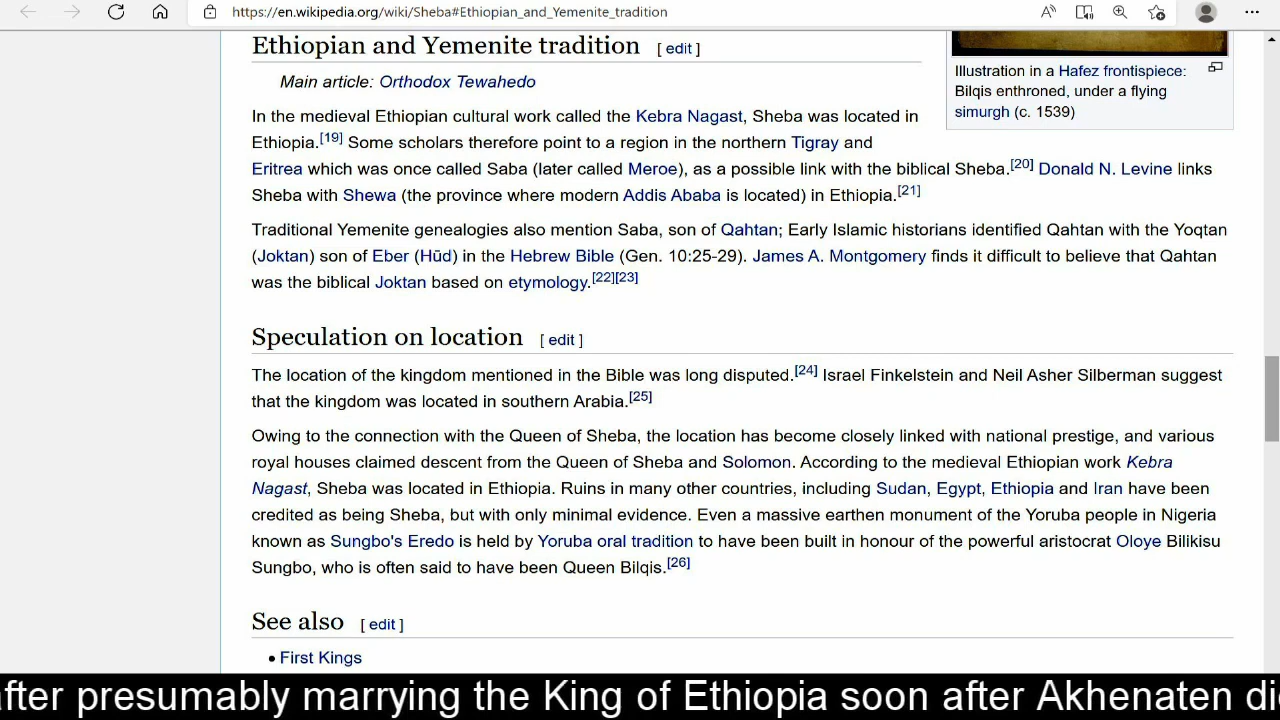 https://en.wikipedia.org/wiki/Sheba#Ethiopian_and_Yemenite_tradition
Ethiopian and Yemenite tradition [ edit ]
Main article: Orthodox Tewahedo
In the medieval Ethiopian cultural work called the Kebra Nagast, Sheba was located in
Ethiopia.[19] Some scholars therefore point to a region in the northern Tigray and
Eritrea which was once called Saba (later called Meroe), as a possible link with the biblical Sheba.[20] Donald N. Levine links
Sheba with Shewa (the province where modern Addis Ababa is located) in Ethiopia.[21]
Illustration in a Hafez frontispiece:
Bilqis enthroned, under a flying
simurgh (c. 1539)
Traditional Yemenite genealogies also mention Saba, son of Qahtan; Early Islamic historians identified Qahtan with the Yoqtan
(Joktan) son of Eber (Hūd) in the Hebrew Bible (Gen. 10:25-29). James A. Montgomery finds it difficult to believe that Qahtan
was the biblical Joktan based on etymology.[22][23]
Speculation on location [ edit ]
The location of the kingdom mentioned in the Bible was long disputed.[24] Israel Finkelstein and Neil Asher Silberman suggest
that the kingdom was located in southern Arabia.[25]
Owing to the connection with the Queen of Sheba, the location has become closely linked with national prestige, and various
royal houses claimed descent from the Queen of Sheba and Solomon. According to the medieval Ethiopian work Kebra
Nagast, Sheba was located in Ethiopia. Ruins in many other countries, including Sudan, Egypt, Ethiopia and Iran have been
credited as being Sheba, but with only minimal evidence. Even a massive earthen monument of the Yoruba people in Nigeria
known as Sungbo's Eredo is held by Yoruba oral tradition to have been built in honour of the powerful aristocrat Oloye Bilikisu
Sungbo, who is often said to have been Queen Bilqis.[26]
See also [ edit ]
• First Kings
after presumably marrying the King of Ethiopia soon after Akhenaten di